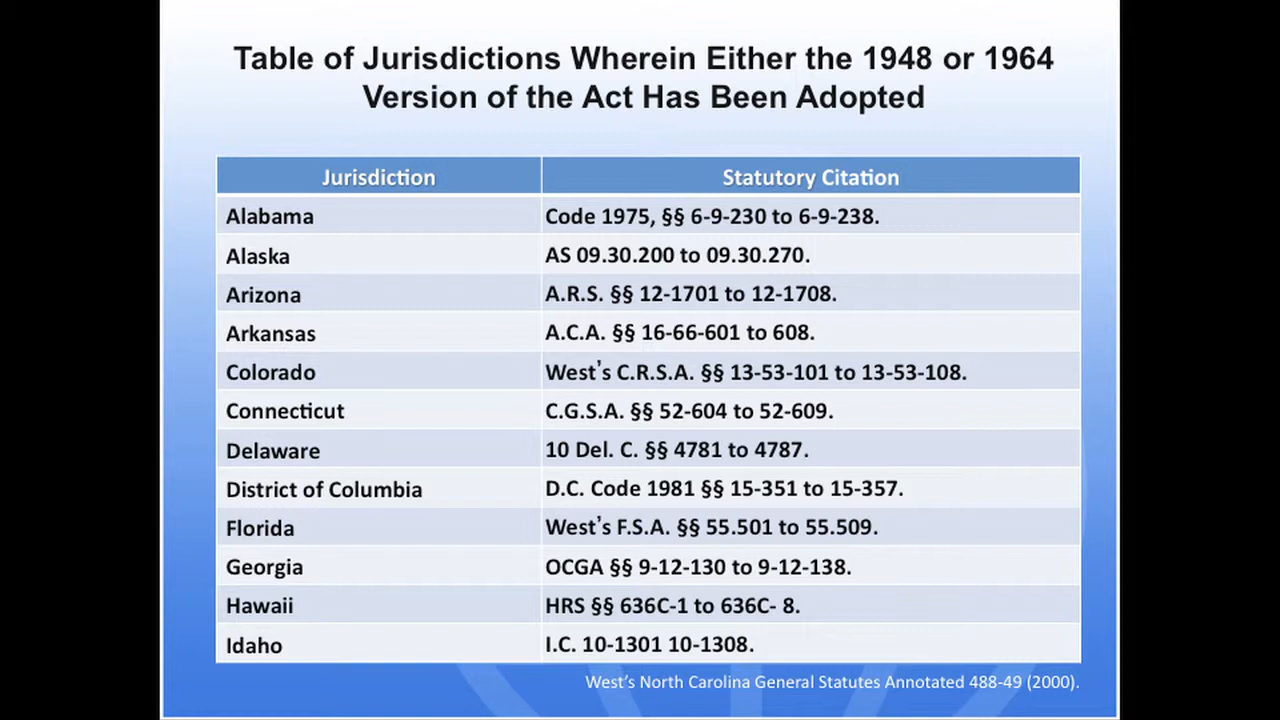 Table of Jurisdictions Wherein Either the 1948 or 1964
Version of the Act Has Been Adopted
Jurisdiction Statutory Citation
Alabama Code 1975, §§ 6-9-230 to 6-9-238.
Alaska AS 09.30.200 to 09.30.270.
Arizona A.R.S. §§ 12-1701 to 12-1708.
Arkansas A.C.A. §§ 16-66-601 to 608.
Colorado West’s C.R.S.A. §§ 13-53-101 to 13-53-108.
Connecticut C.G.S.A. §§ 52-604 to 52-609.
Delaware 10 Del. C. §§ 4781 to 4787.
District of Columbia D.C. Code 1981 §§ 15-351 to 15-357.
Florida West’s F.S.A. §§ 55.501 to 55.509.
Georgia OCGA §§ 9-12-130 to 9-12-138.
Hawaii HRS §§ 636C-1 to 636C- 8.
Idaho I.C. 10-1301 10-1308.
West’s North Carolina General Statutes Annotated 488-49 (2000).